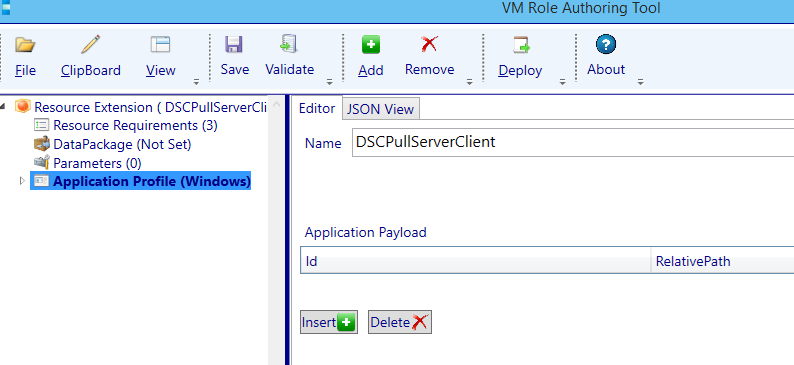 VM Role Authoring Tool
File ClipBoard View Save Validate Add Remove Deploy About
Resource Extension ( DSCPullServerCli
Resource Requirements (3)
DataPackage (Not Set)
Parameters (0)
Application Profile (Windows)
Editor JSON View
Name DSCPullServerClient
Application Payload
Id RelativePath
Insert Delete